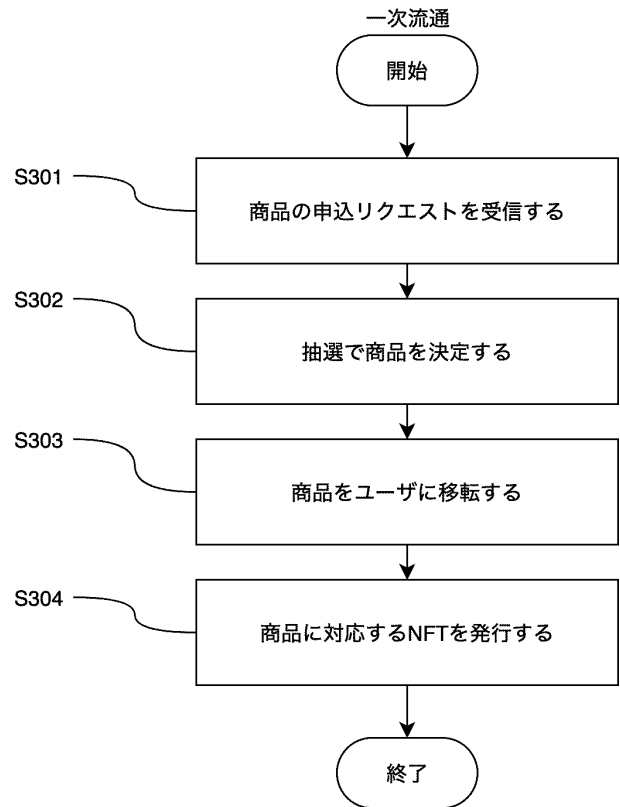 一次流通
開始
S301
商品の申込リクエストを受信する
S302
抽選で商品を決定する
S303
商品をユーザに移転する
S304
商品に対応するNFTを発行する
終了